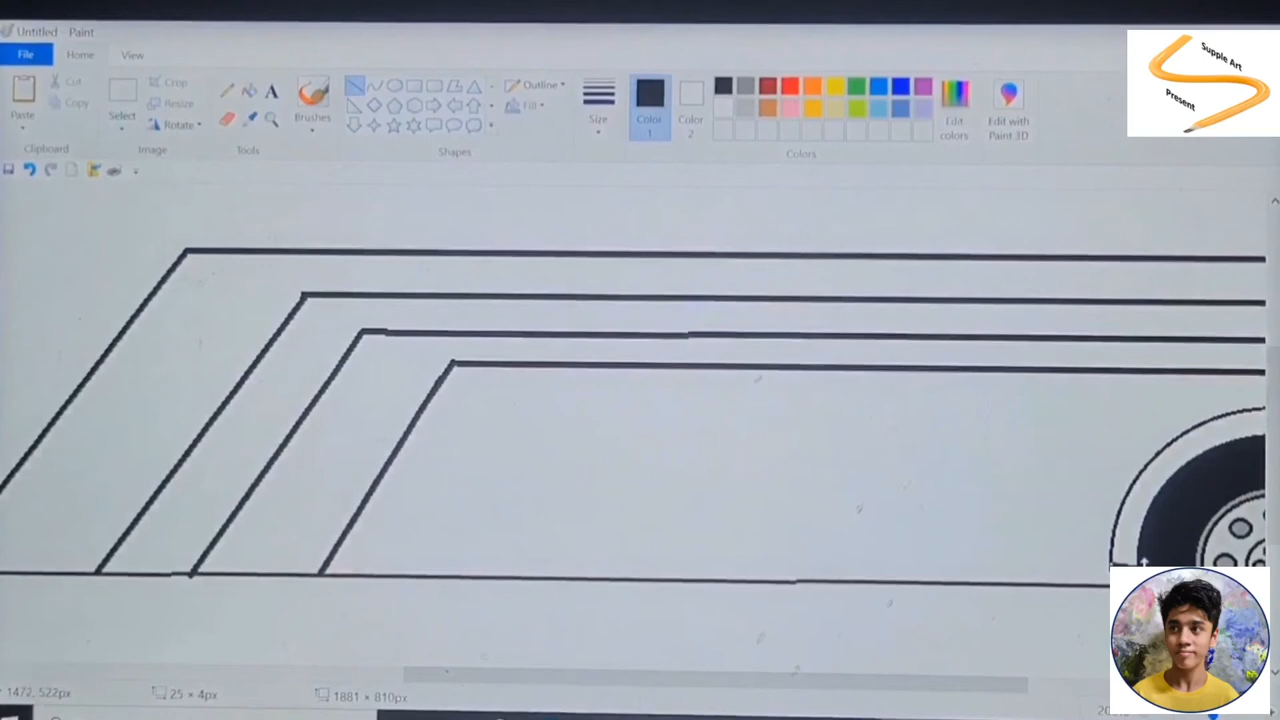 Untitled - Paint
File
Home
View
Supple Art
Present
Paste
Cut
Copy
Clipboard
Select
Crop
Resize
Rotate
Image
A
Tools
Brushes
Shapes
Outline
Fill
Size
Color
1
Color
2
Colors
Edit
colors
Edit with
Paint 3D
1472, 522px
25 × 4px
1881 × 810px